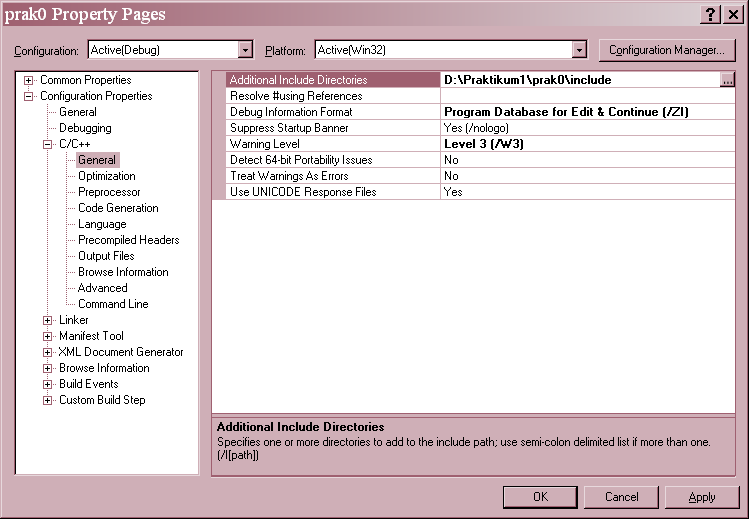 prak0 Property Pages
Configuration: Active(Debug) Platform: Active(Win32) Configuration Manager...
Common Properties
Configuration Properties
General
Debugging
C/C++
General
Optimization
Preprocessor
Code Generation
Language
Precompiled Headers
Output Files
Browse Information
Advanced
Command Line
Linker
Manifest Tool
XML Document Generator
Browse Information
Build Events
Custom Build Step
Additional Include Directories D:\Praktikum1\prak0\include ...
Resolve #using References
Debug Information Format Program Database for Edit & Continue (/ZI)
Suppress Startup Banner Yes (/nologo)
Warning Level Level 3 (/W3)
Detect 64-bit Portability Issues No
Treat Warnings As Errors No
Use UNICODE Response Files Yes
Additional Include Directories
Specifies one or more directories to add to the include path; use semi-colon delimited list if more than one.
(/I[path])
OK Cancel Apply